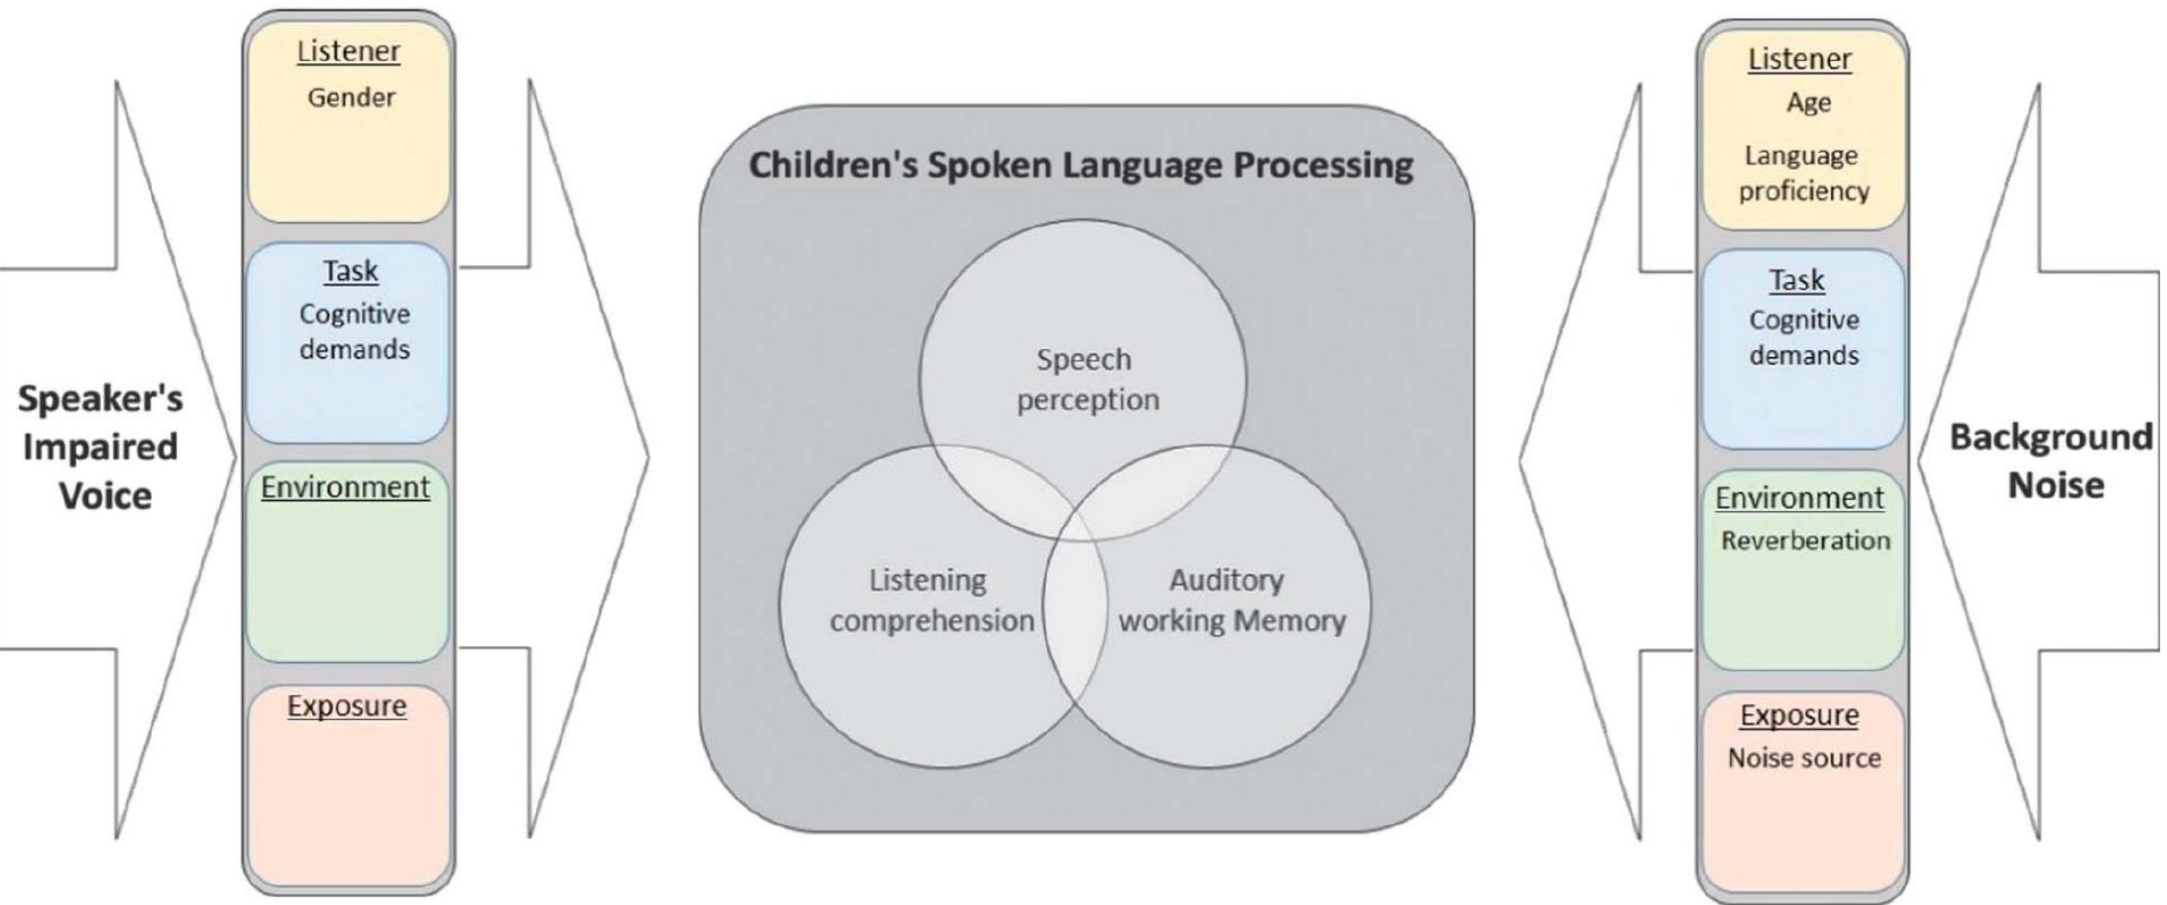 Speaker's
Impaired
Voice
Listener
Gender
Task
Cognitive
demands
Environment
Exposure
Children's Spoken Language Processing
Speech
perception
Listening
comprehension
Auditory
working Memory
Listener
Age
Language
proficiency
Task
Cognitive
demands
Environment
Reverberation
Exposure
Noise source
Background
Noise